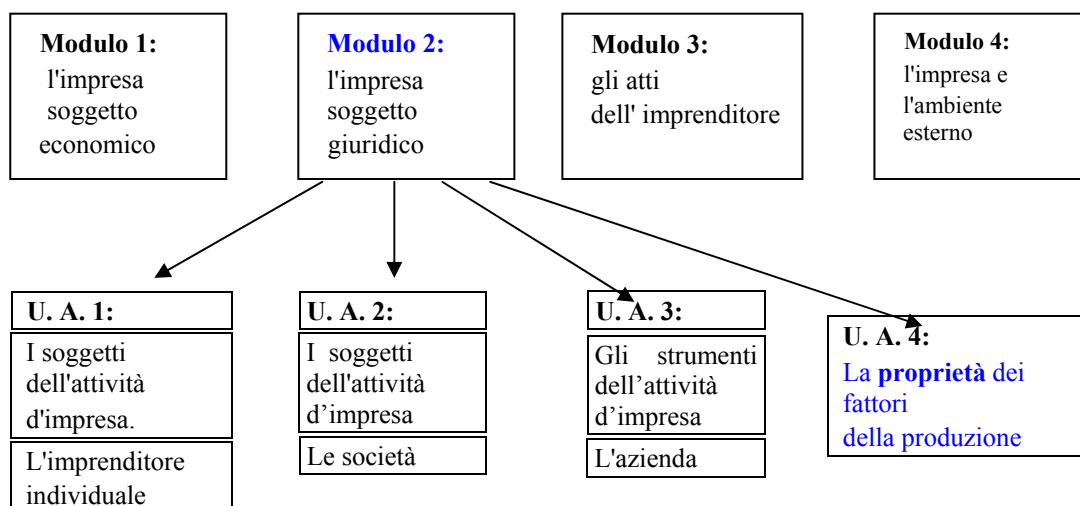 Modulo 1:
l'impresa
soggetto
economico
Modulo 2:
l'impresa
soggetto
giuridico
Modulo 3:
gli atti
dell' imprenditore
Modulo 4:
l'impresa e
l'ambiente
esterno
U. A. 1:
I soggetti
dell'attività
d'impresa.
L'imprenditore
individuale
U. A. 2:
I soggetti
dell'attività
d’impresa
Le società
U. A. 3:
Gli strumenti
dell’attività
d’impresa
L'azienda
U. A. 4:
La proprietà dei
fattori
della produzione